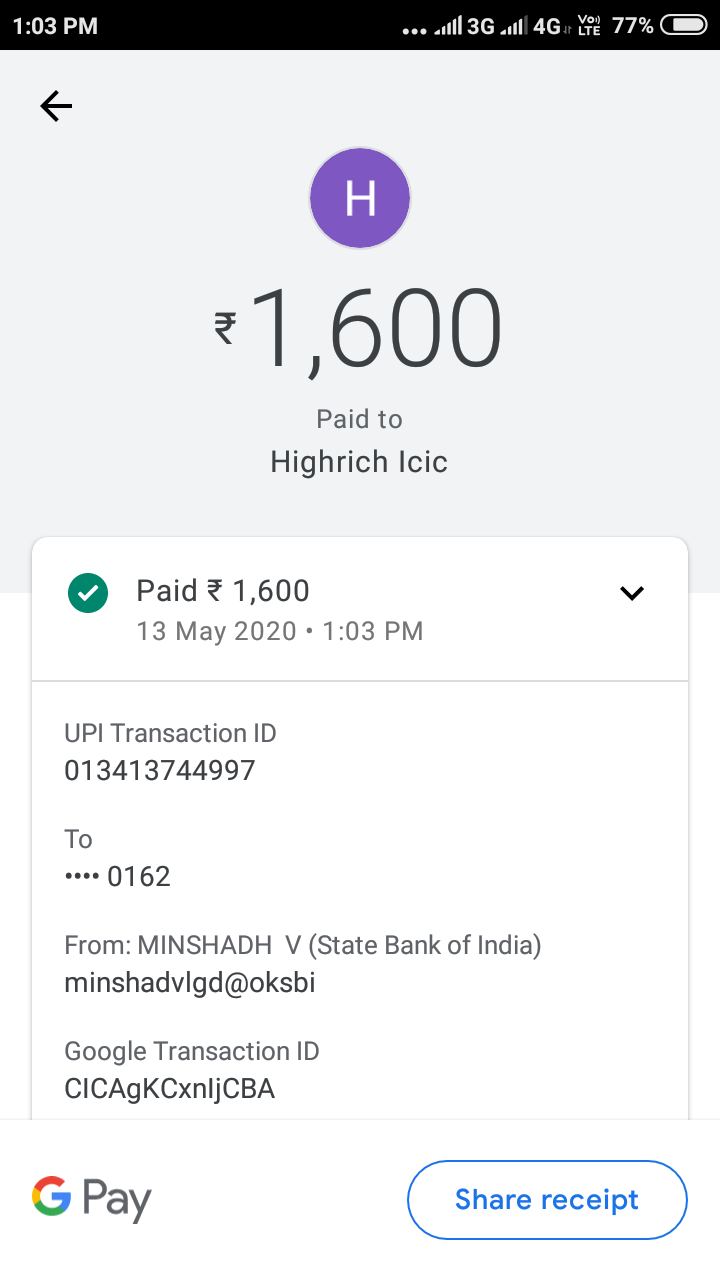 1:03 PM ... 3G 4G VoLTE 77%
H
₹1,600
Paid to
Highrich Icic
Paid ₹ 1,600
13 May 2020 • 1:03 PM
UPI Transaction ID
013413744997
To
•••• 0162
From: MINSHADH  V (State Bank of India)
minshadvlgd@oksbi
Google Transaction ID
CICAgKCxnIjCBA
G Pay
Share receipt